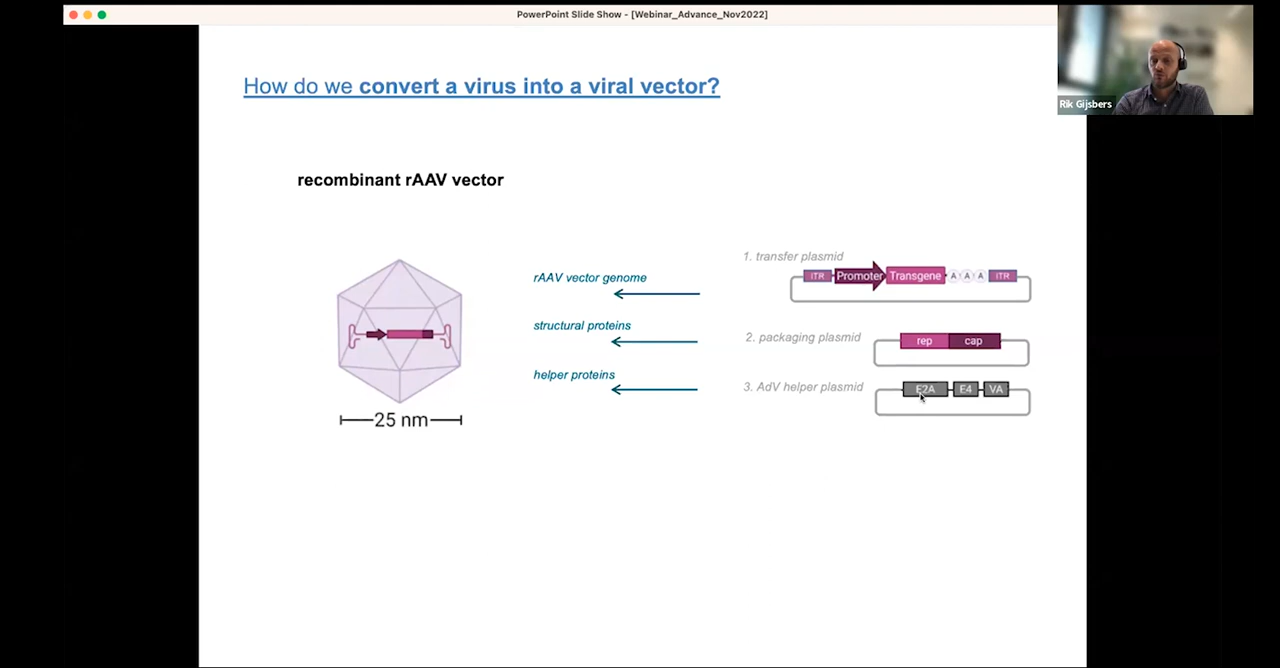 PowerPoint Slide Show - [Webinar_Advance_Nov2022]
Rik Gijsbers
How do we convert a virus into a viral vector?
recombinant rAAV vector
25 nm
rAAV vector genome
structural proteins
helper proteins
1. transfer plasmid
ITR Promoter Transgene A A A ITR
2. packaging plasmid
rep cap
3. AdV helper plasmid
E2A E4 VA